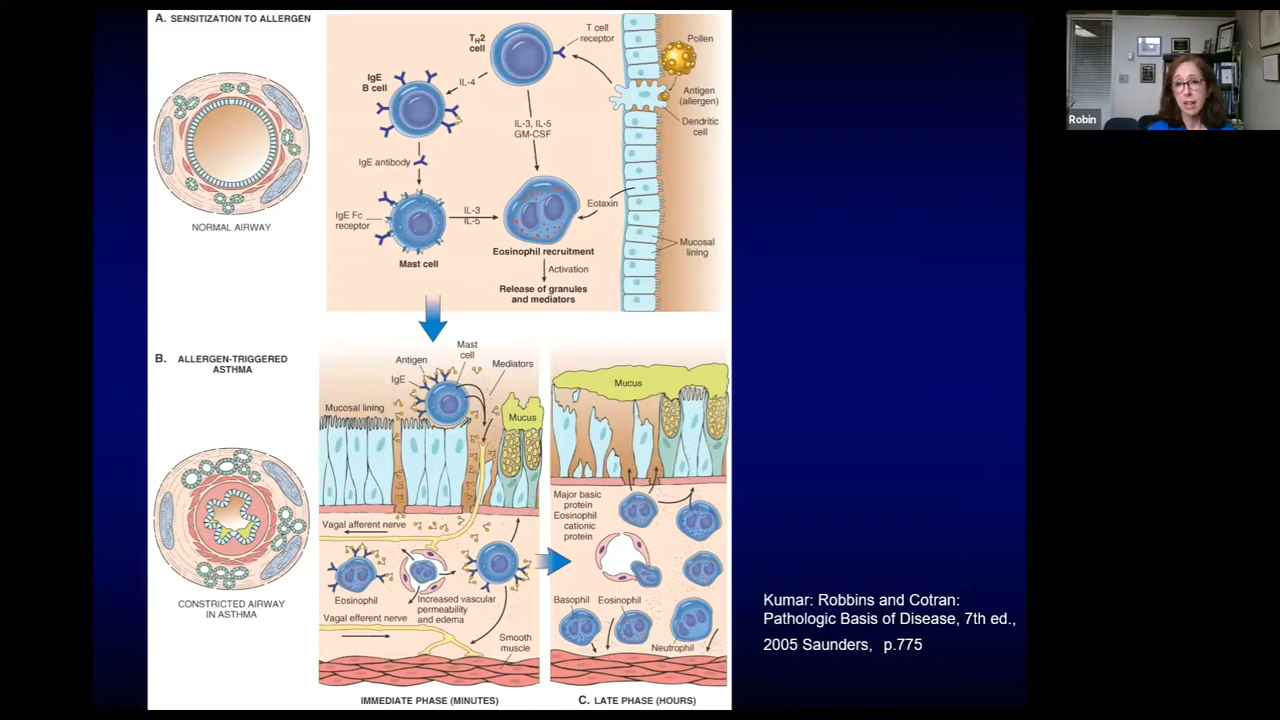 A. SENSITIZATION TO ALLERGEN
NORMAL AIRWAY
TH2
cell
T cell
receptor
Pollen
IgE
B cell
IL-4
Antigen
(allergen)
Dendritic
cell
IL-3, IL-5
GM-CSF
IgE antibody
IgE Fc
receptor
IL-3
IL-5
Eotaxin
Mast cell
Eosinophil recruitment
Activation
Release of granules
and mediators
Mucosal
lining
B. ALLERGEN-TRIGGERED
ASTHMA
CONSTRICTED AIRWAY
IN ASTHMA
Antigen
Mast
cell
Mediators
IgE
Mucosal lining
Mucus
Vagal afferent nerve
Eosinophil
Increased vascular
permeability
and edema
Vagal efferent nerve
Smooth
muscle
IMMEDIATE PHASE (MINUTES)
Mucus
Major basic
protein
Eosinophil
cationic
protein
Basophil
Eosinophil
Neutrophil
C. LATE PHASE (HOURS)
Kumar: Robbins and Cotran:
Pathologic Basis of Disease, 7th ed.,
2005 Saunders, p.775
Robin